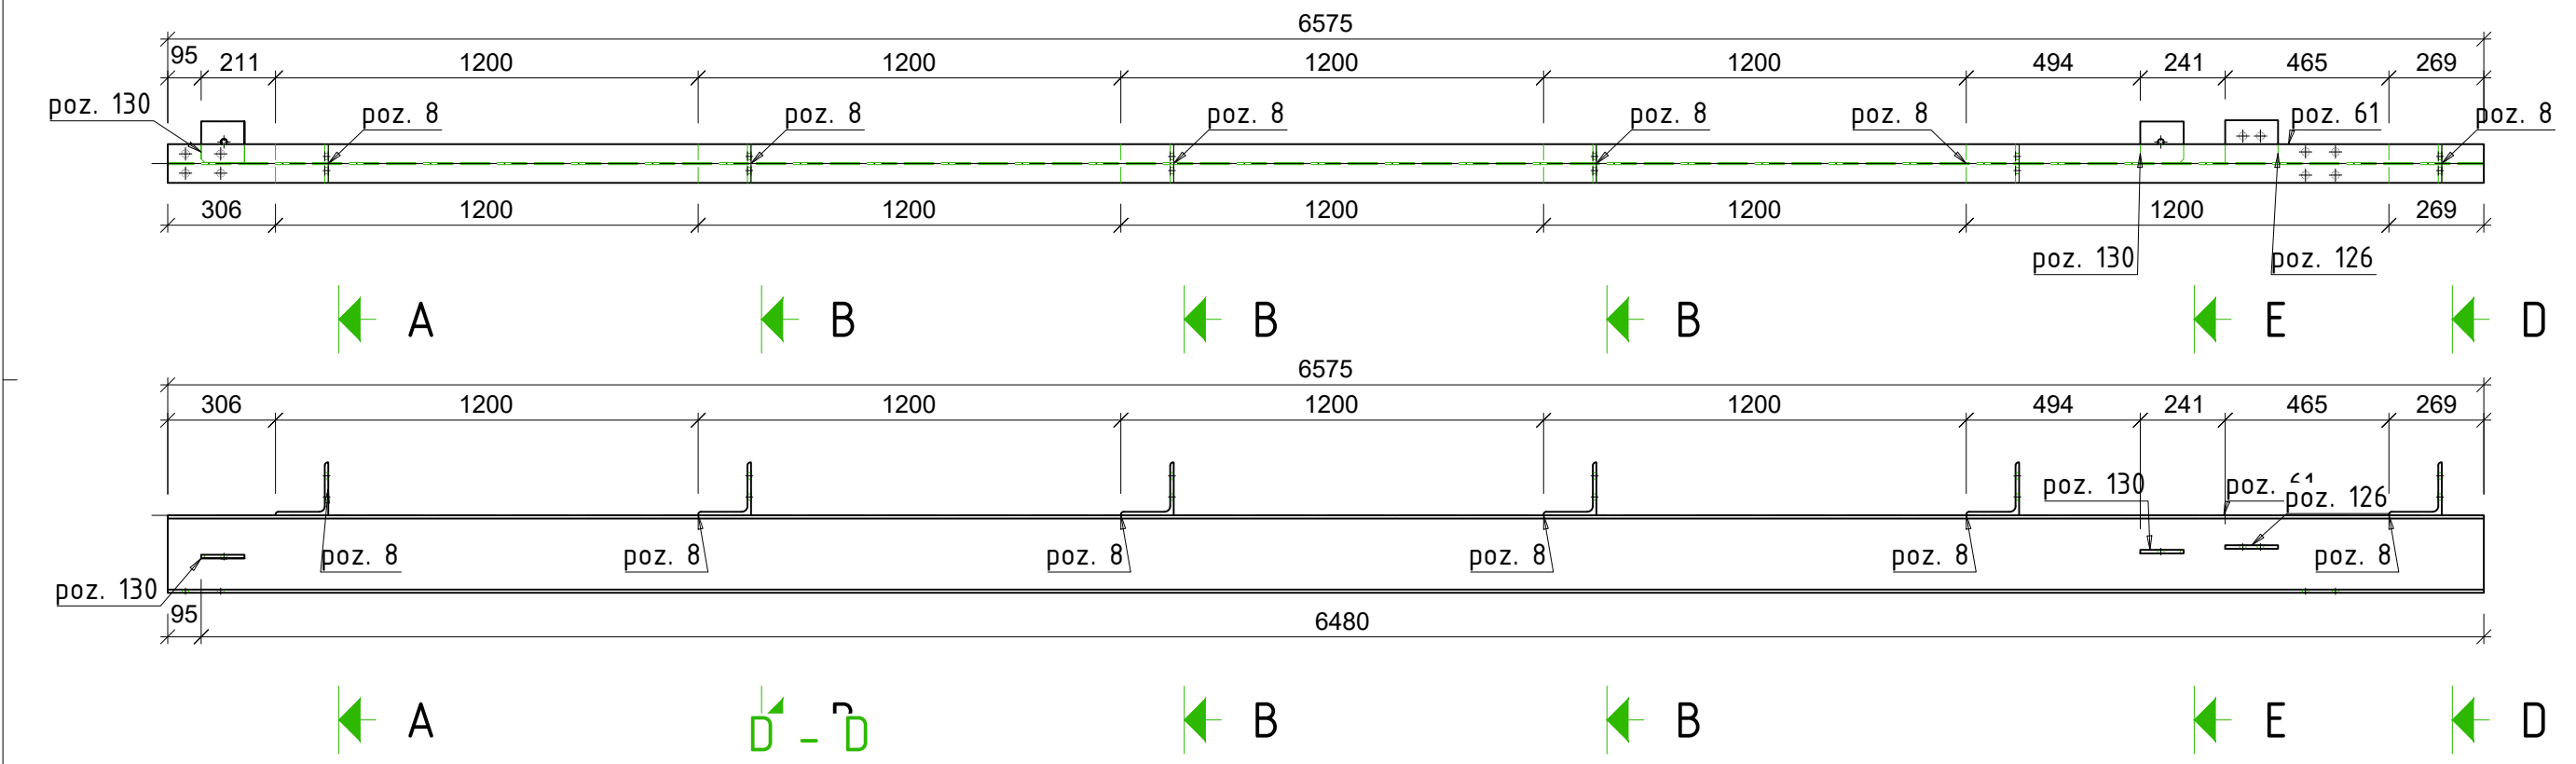 6575
95 211 1200 1200 1200 1200 494 241 465 269
poz. 130 poz. 8 poz. 8 poz. 8 poz. 8 poz. 8 poz. 61 poz. 8
306 1200 1200 1200 1200 1200 269
poz. 130 poz. 126
A B B B E D
6575
306 1200 1200 1200 1200 494 241 465 269
poz. 130 poz. poz. 126
poz. 8 poz. 8 poz. 8 poz. 8 poz. 8 poz. 8
poz. 130
95 6480
A D - D B B E D